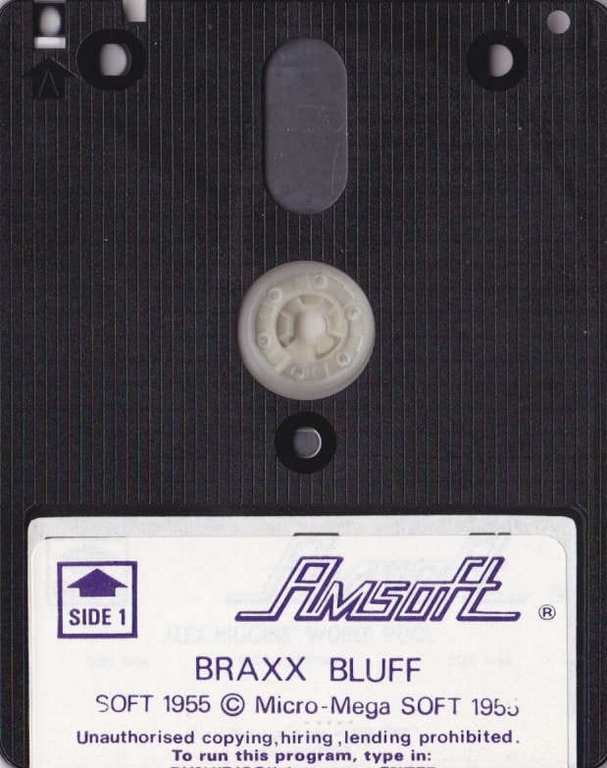 SIDE 1
Amsoft ®
BRAXX BLUFF
SOFT 1955 © Micro-Mega SOFT 1955
Unauthorised copying,hiring,lending prohibited.
To run this program, type in: